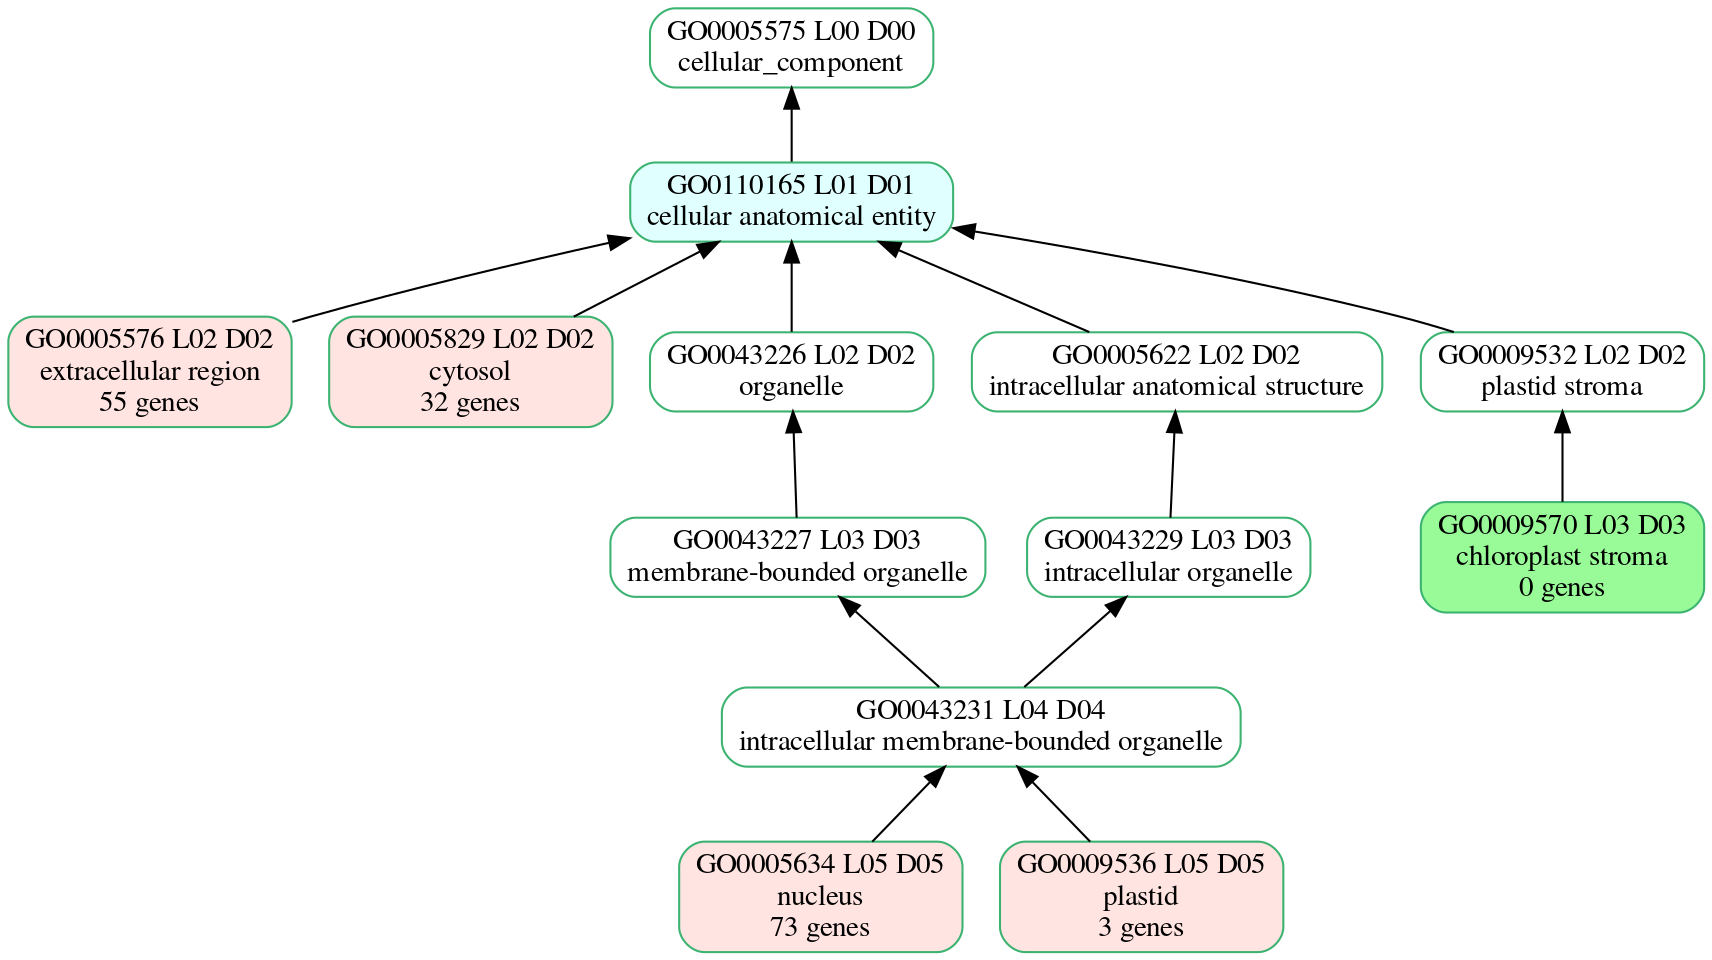 GO0005575 L00 D00
cellular_component
GO0110165 L01 D01
cellular anatomical entity
GO0005576 L02 D02
extracellular region
55 genes
GO0005829 L02 D02
cytosol
32 genes
GO0043226 L02 D02
organelle
GO0005622 L02 D02
intracellular anatomical structure
GO0009532 L02 D02
plastid stroma
GO0043227 L03 D03
membrane-bounded organelle
GO0043229 L03 D03
intracellular organelle
GO0009570 L03 D03
chloroplast stroma
0 genes
GO0043231 L04 D04
intracellular membrane-bounded organelle
GO0005634 L05 D05
nucleus
73 genes
GO0009536 L05 D05
plastid
3 genes